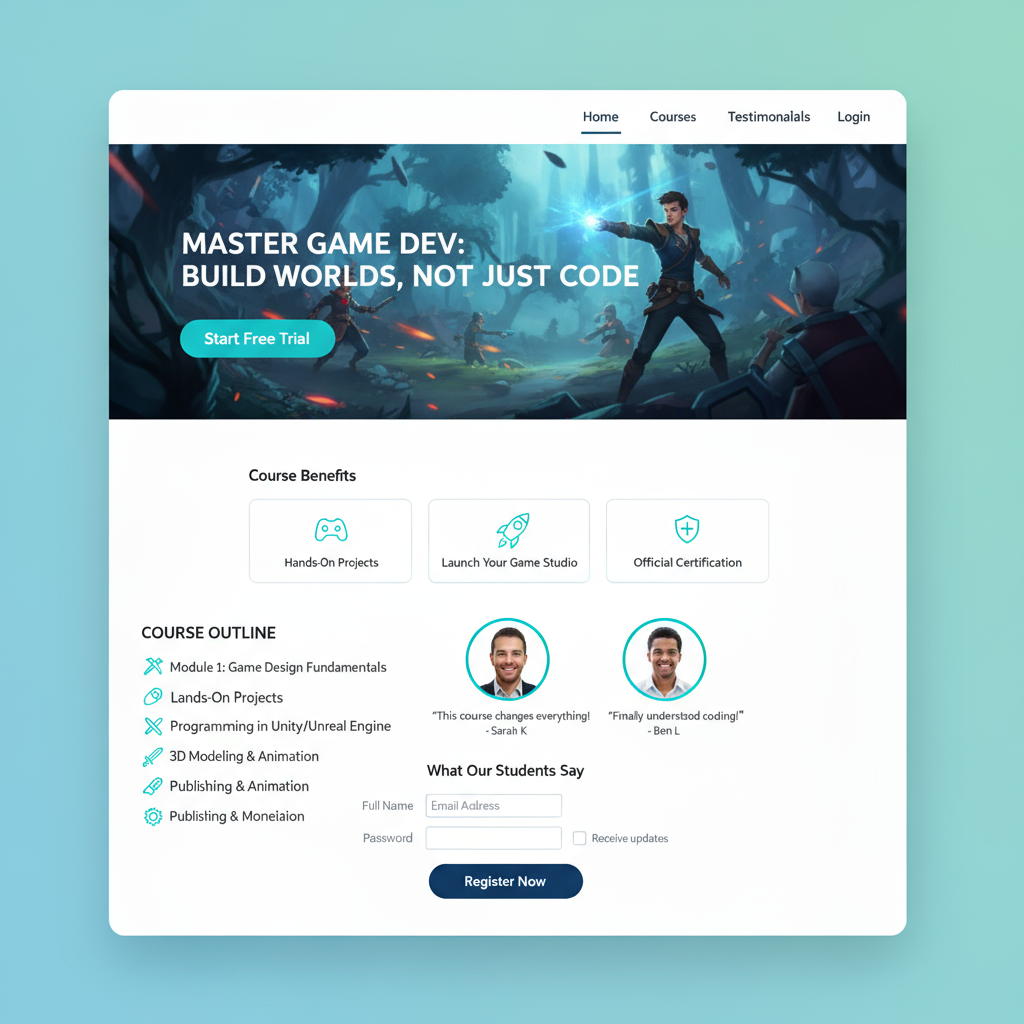 Home
Courses
Testimonalals
Login
MASTER GAME DEV:
BUILD WORLDS, NOT JUST CODE
Start Free Trial
Course Benefits
Hands-On Projects
Launch Your Game Studio
Official Certification
COURSE OUTLINE
Module 1: Game Design Fundamentals
Lands-On Projects
Programming in Unity/Unreal Engine
3D Modeling & Animation
Publishing & Animation
Publisting & Moneiaion
"This course changes everything!
- Sarah K
"Finally understood coding!"
- Ben L
What Our Students Say
Full Name
Email Aalress
Password
Receive updates
Register Now